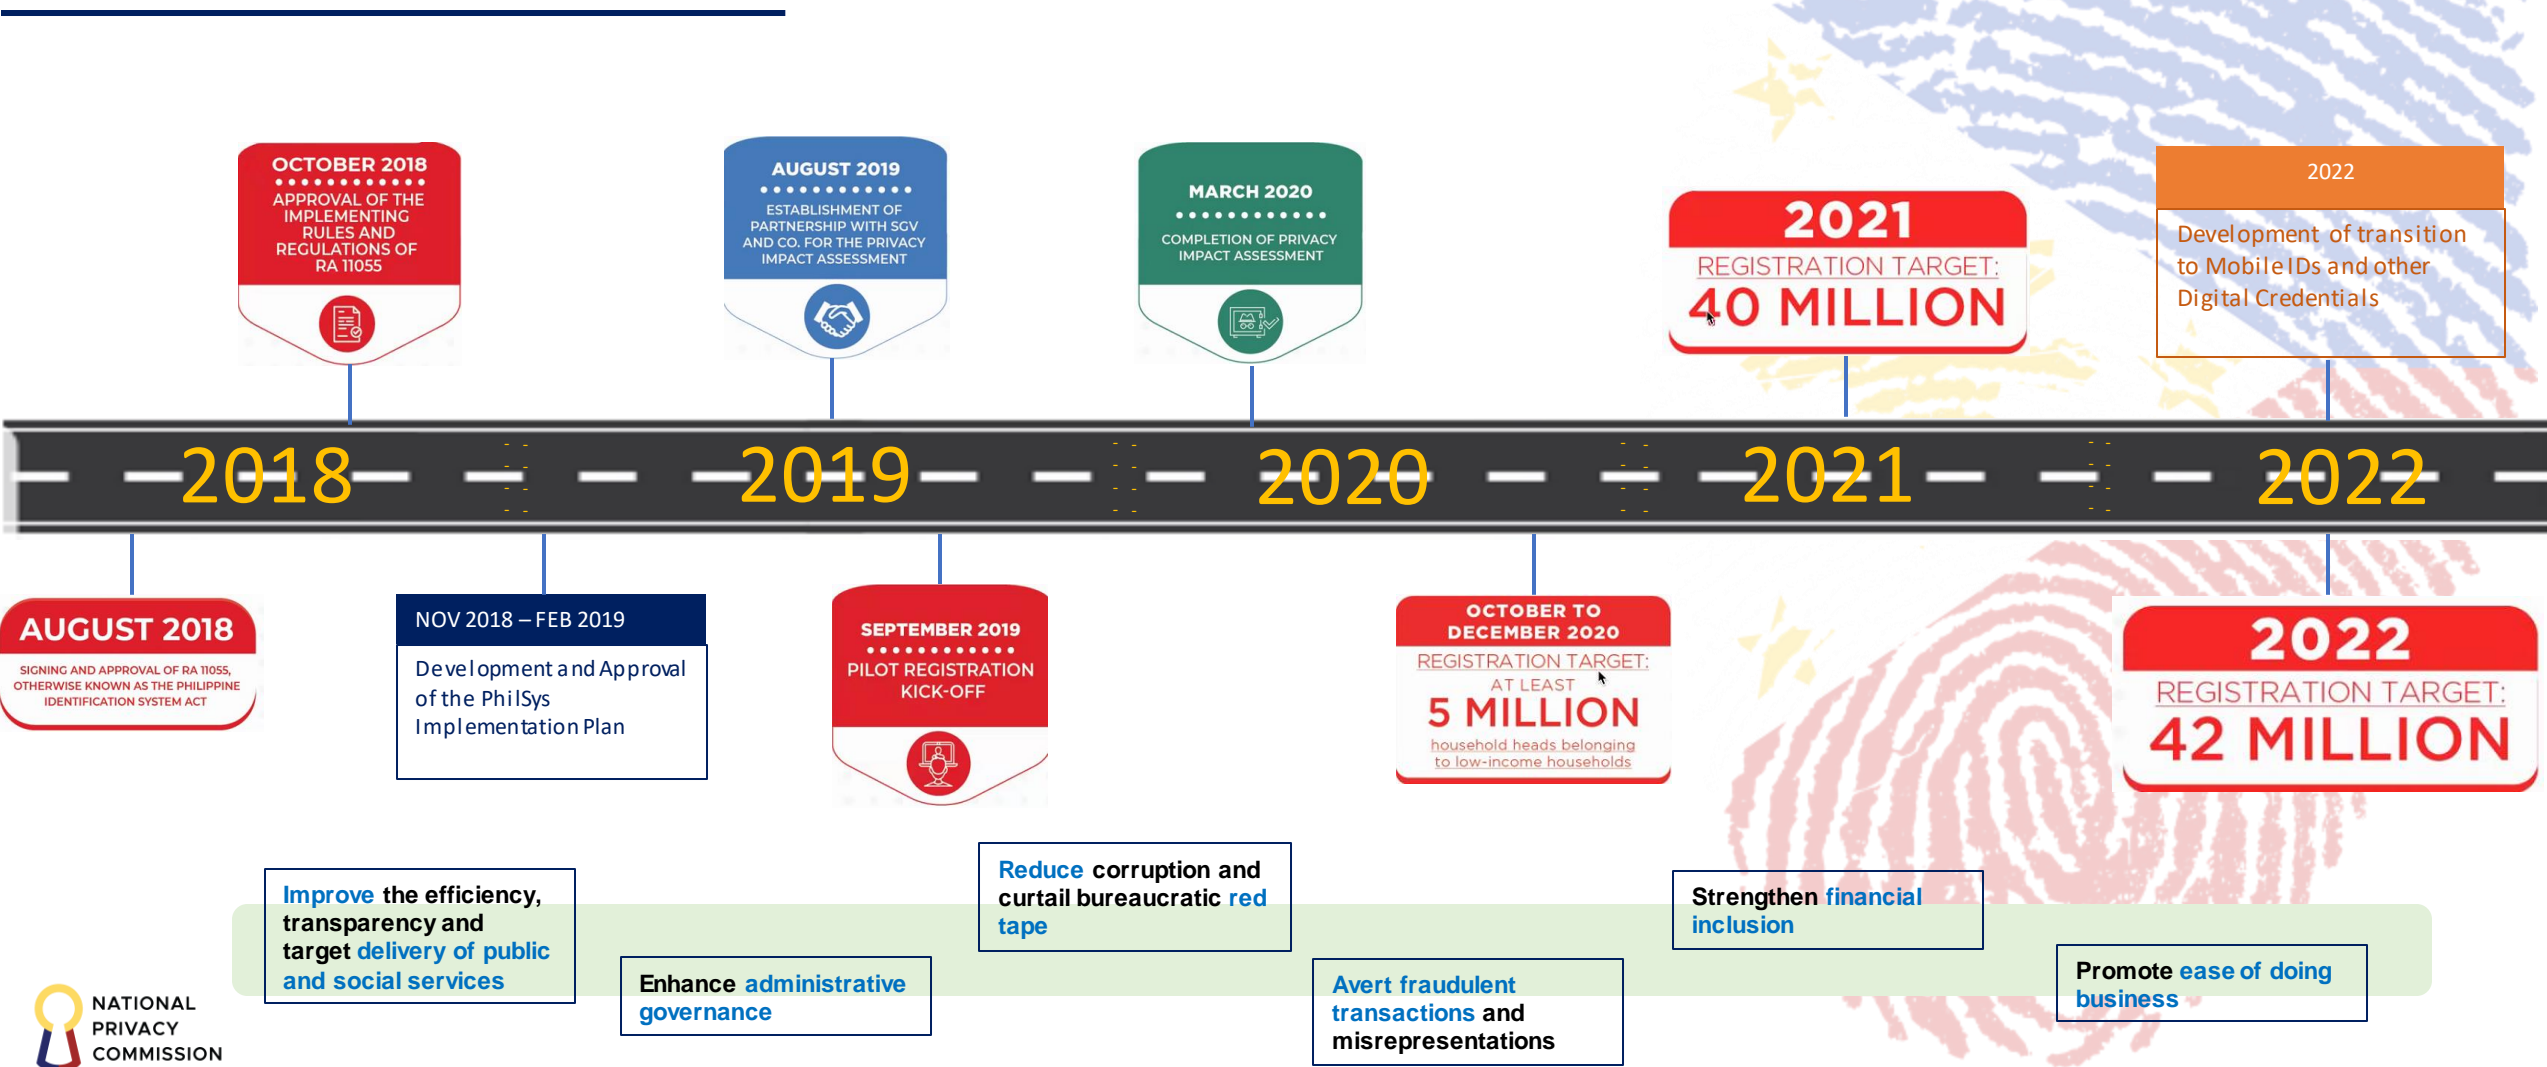 OCTOBER 2018
APPROVAL OF THE
IMPLEMENTING
RULES AND
REGULATIONS OF
RA 11055
AUGUST 2019
ESTABLISHMENT OF
PARTNERSHIP WITH SGV
AND CO. FOR THE PRIVACY
IMPACT ASSESSMENT
MARCH 2020
COMPLETION OF PRIVACY
IMPACT ASSESSMENT
2021
REGISTRATION TARGET:
40 MILLION
2022
Development of transition
to Mobile IDs and other
Digital Credentials
2018
2019
2020
2021
2022
AUGUST 2018
SIGNING AND APPROVAL OF RA 11055,
OTHERWISE KNOWN AS THE PHILIPPINE
IDENTIFICATION SYSTEM ACT
NOV 2018 – FEB 2019
Development and Approval
of the PhilSys
Implementation Plan
SEPTEMBER 2019
PILOT REGISTRATION
KICK-OFF
OCTOBER TO
DECEMBER 2020
REGISTRATION TARGET:
AT LEAST
5 MILLION
household heads belonging
to low-income households
2022
REGISTRATION TARGET:
42 MILLION
Improve the efficiency,
transparency and
target delivery of public
and social services
Enhance administrative
governance
Reduce corruption and
curtail bureaucratic red
tape
Avert fraudulent
transactions and
misrepresentations
Strengthen financial
inclusion
Promote ease of doing
business
NATIONAL
PRIVACY
COMMISSION